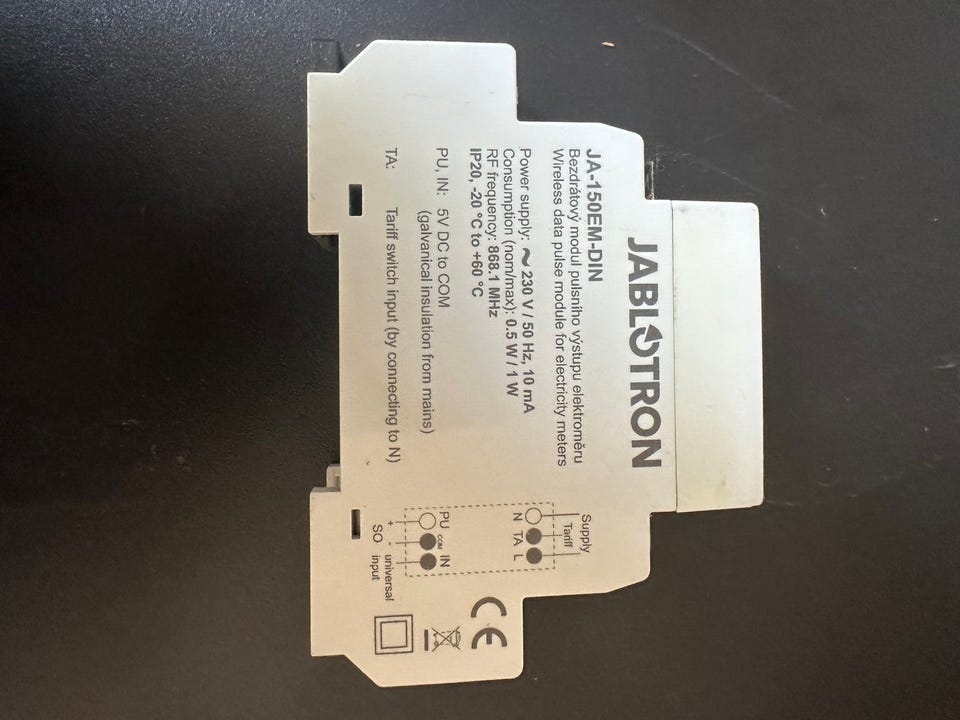 JABLOTRON
JA-150EM-DIN
Bezdrátový modul pulsního výstupu elektroměru
Wireless data pulse module for electricity meters
Power supply: ~ 230 V / 50 Hz, 10 mA
Consumption (nom/max): 0.5 W / 1 W
RF frequency: 868.1 MHz
IP20, -20 °C to +60 °C
PU, IN: 5V DC to COM
(galvanical insulation from mains)
TA: Tariff switch input (by connecting to N)
Supply
Tariff
N TA L
PU COM IN
+ -
SO universal
input
CE